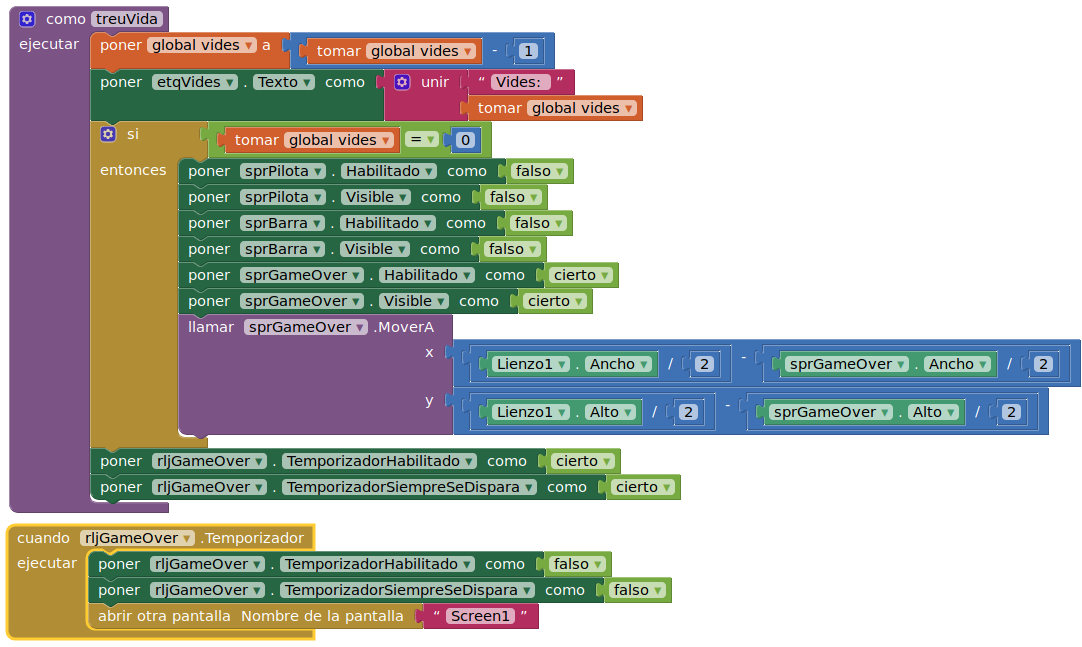 como treuVida
ejecutar poner global vides a tomar global vides - 1
poner etqVides . Texto como unir “ Vides: ”
tomar global vides
si tomar global vides = 0
entonces poner sprPilota . Habilitado como falso
poner sprPilota . Visible como falso
poner sprBarra . Habilitado como falso
poner sprBarra . Visible como falso
poner sprGameOver . Habilitado como cierto
poner sprGameOver . Visible como cierto
llamar sprGameOver .MoverA
x Lienzo1 . Ancho / 2 - sprGameOver . Ancho / 2
y Lienzo1 . Alto / 2 - sprGameOver . Alto / 2
poner rljGameOver . TemporizadorHabilitado como cierto
poner rljGameOver . TemporizadorSiempreSeDispara como cierto
cuando rljGameOver .Temporizador
ejecutar poner rljGameOver . TemporizadorHabilitado como falso
poner rljGameOver . TemporizadorSiempreSeDispara como falso
abrir otra pantalla Nombre de la pantalla “ Screen1 ”